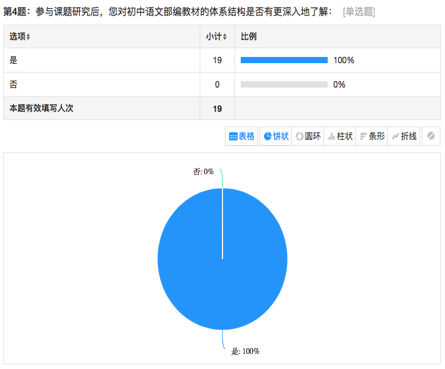 第4题：参与课题研究后，您对初中语文部编教材的体系结构是否有更深入地了解： [单选题]
选项 小计 比例
是 19 100%
否 0 0%
本题有效填写人次 19
表格 饼状 圆环 柱状 条形 折线
否: 0%
是: 100%